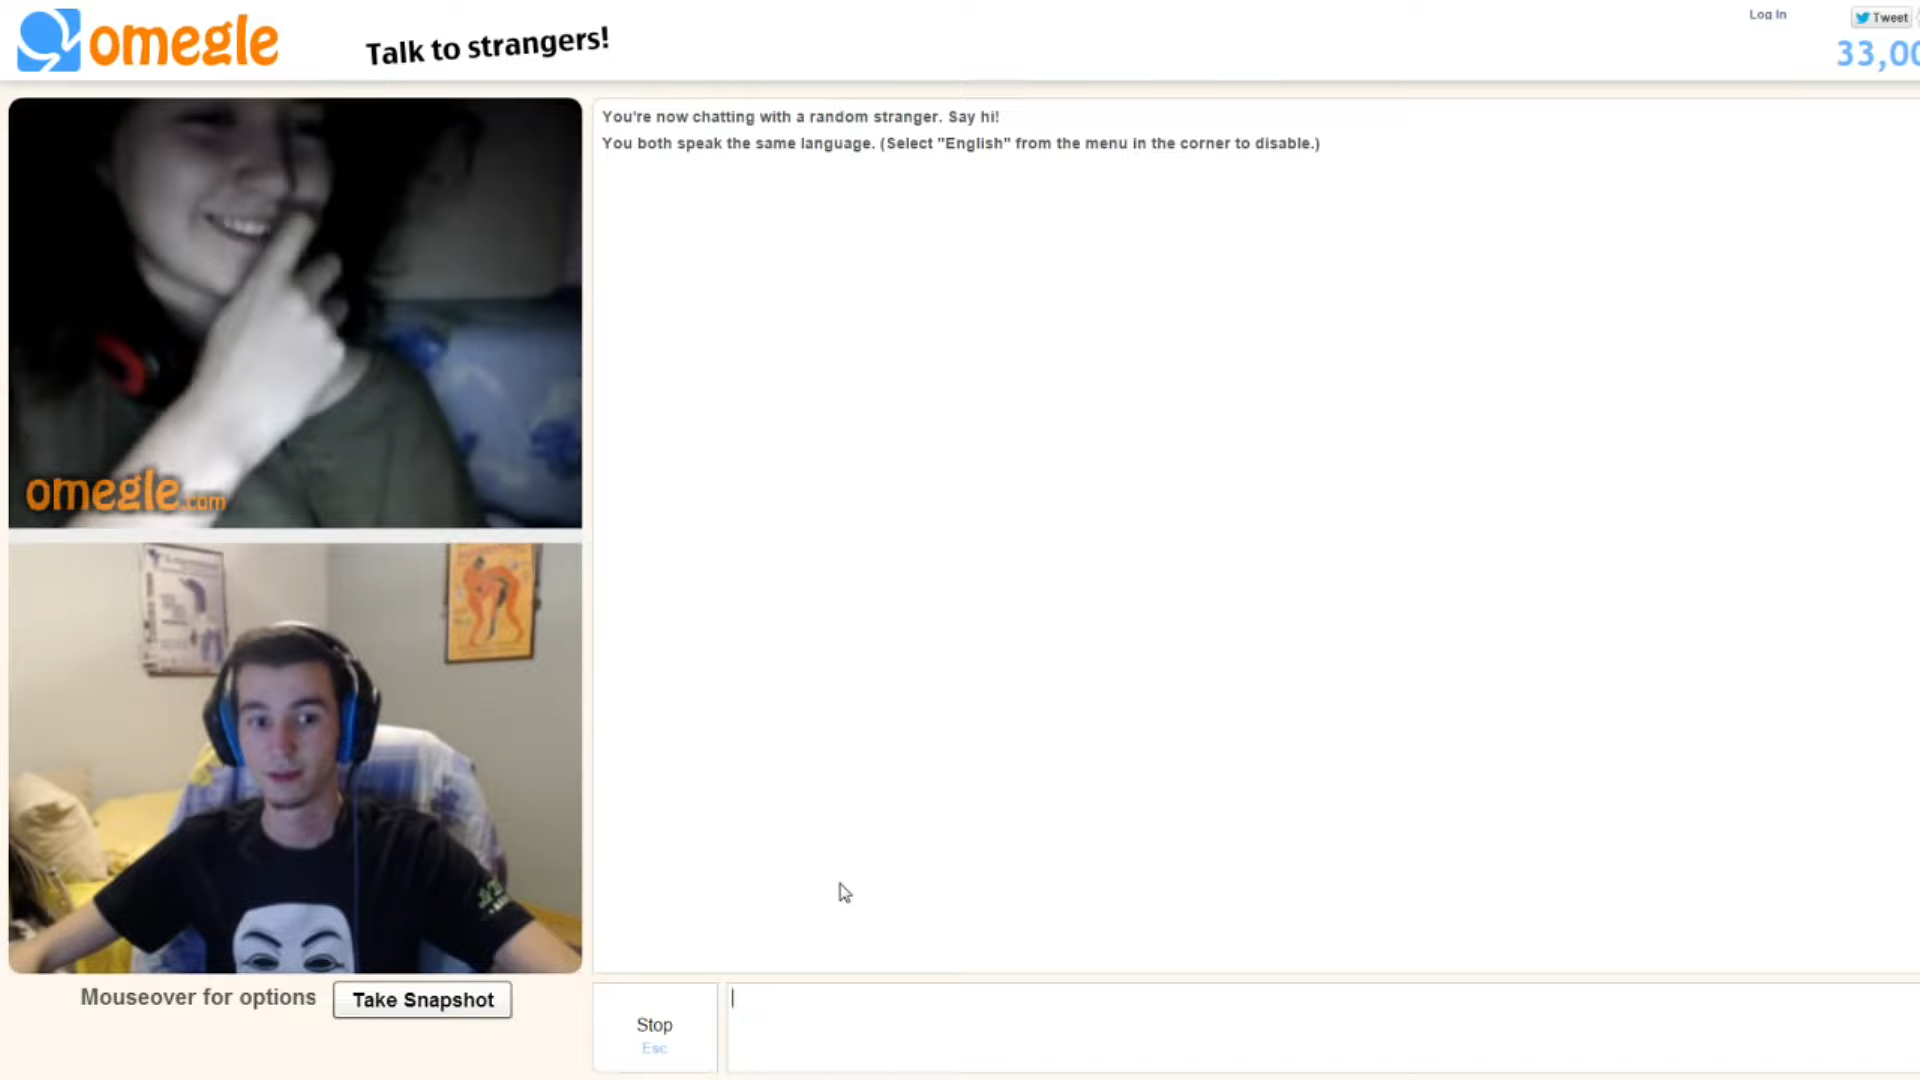 omegle
Talk to strangers!
Log In
Tweet
33,00
You're now chatting with a random stranger. Say hi!
You both speak the same language. (Select "English" from the menu in the corner to disable.)
omegle.com
Mouseover for options
Take Snapshot
Stop
Esc